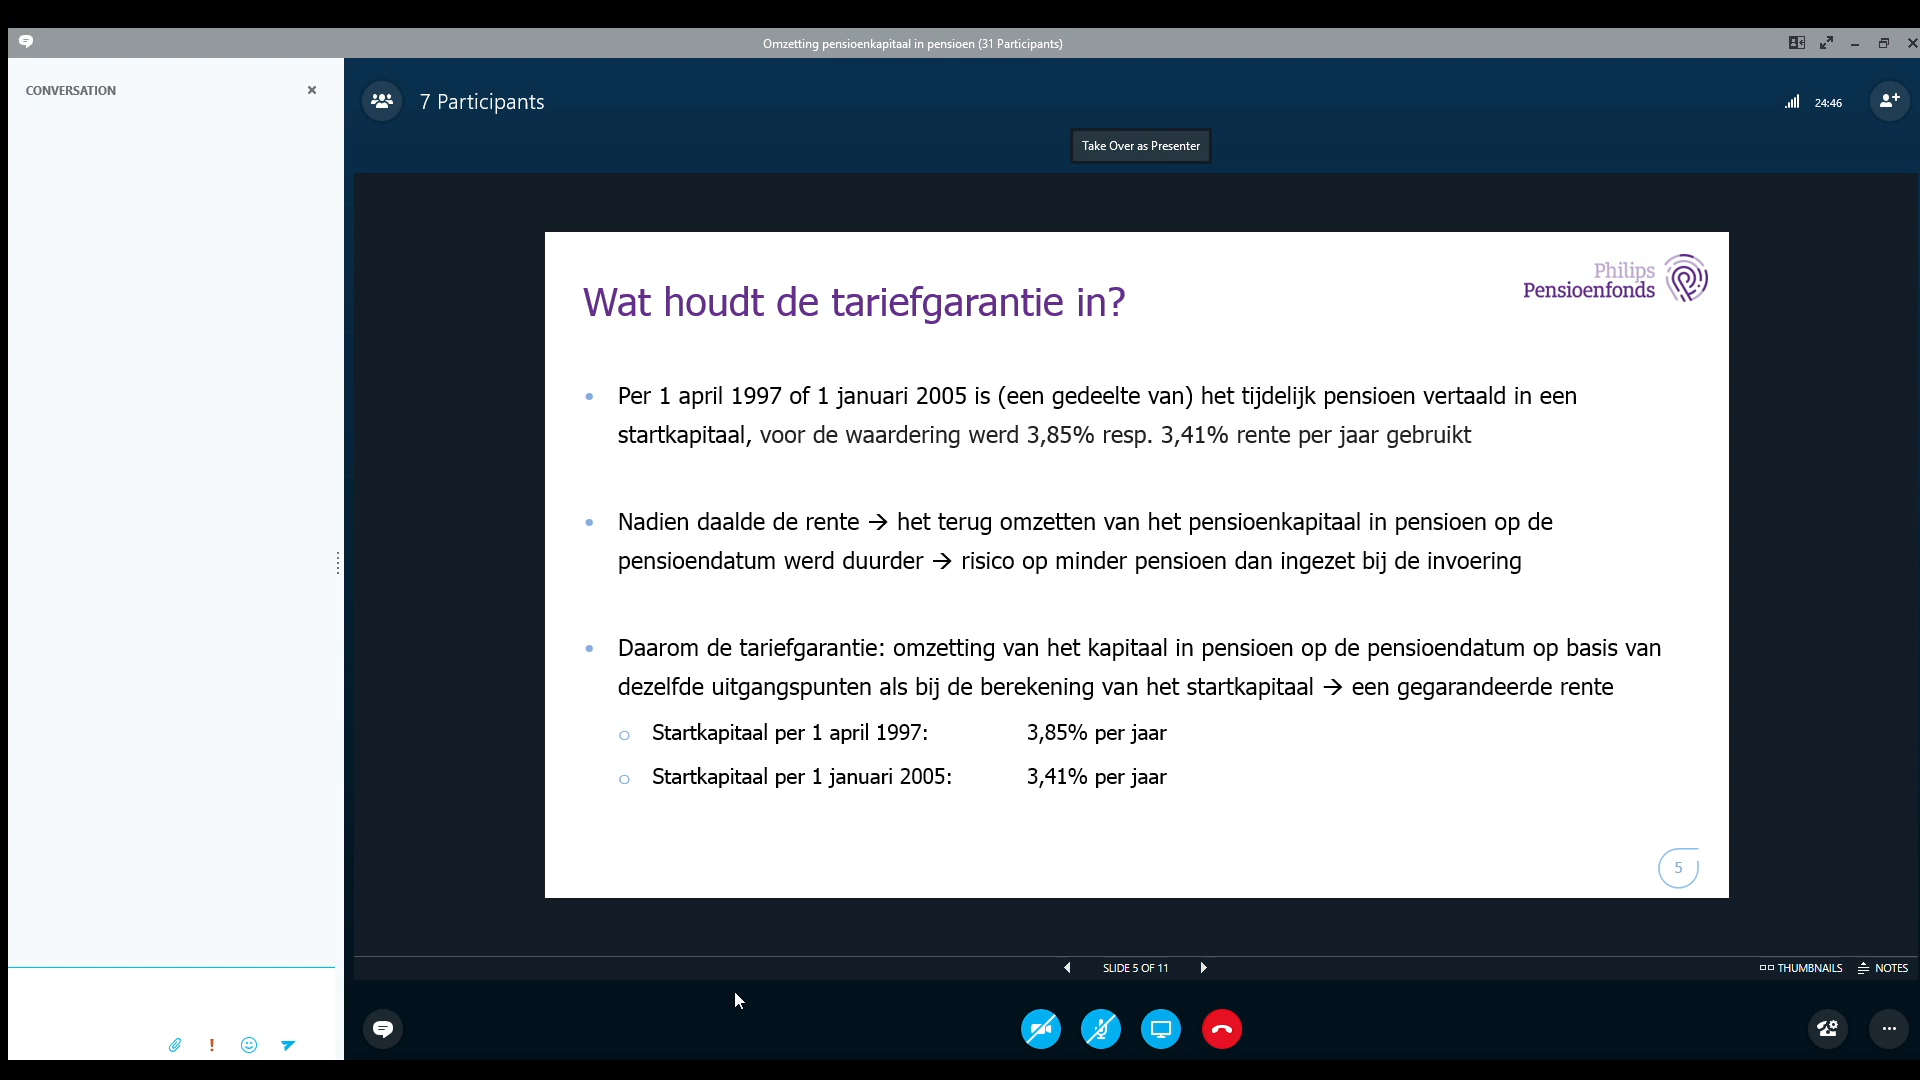 Omzetting pensioenkapitaal in pensioen (31 Participants)
CONVERSATION
7 Participants
24:46
Take Over as Presenter
Philips
Pensioenfonds
Wat houdt de tariefgarantie in?
• Per 1 april 1997 of 1 januari 2005 is (een gedeelte van) het tijdelijk pensioen vertaald in een
startkapitaal, voor de waardering werd 3,85% resp. 3,41% rente per jaar gebruikt
• Nadien daalde de rente → het terug omzetten van het pensioenkapitaal in pensioen op de
pensioendatum werd duurder → risico op minder pensioen dan ingezet bij de invoering
• Daarom de tariefgarantie: omzetting van het kapitaal in pensioen op de pensioendatum op basis van
dezelfde uitgangspunten als bij de berekening van het startkapitaal → een gegarandeerde rente
o Startkapitaal per 1 april 1997: 3,85% per jaar
o Startkapitaal per 1 januari 2005: 3,41% per jaar
5
SLIDE 5 OF 11
THUMBNAILS
NOTES